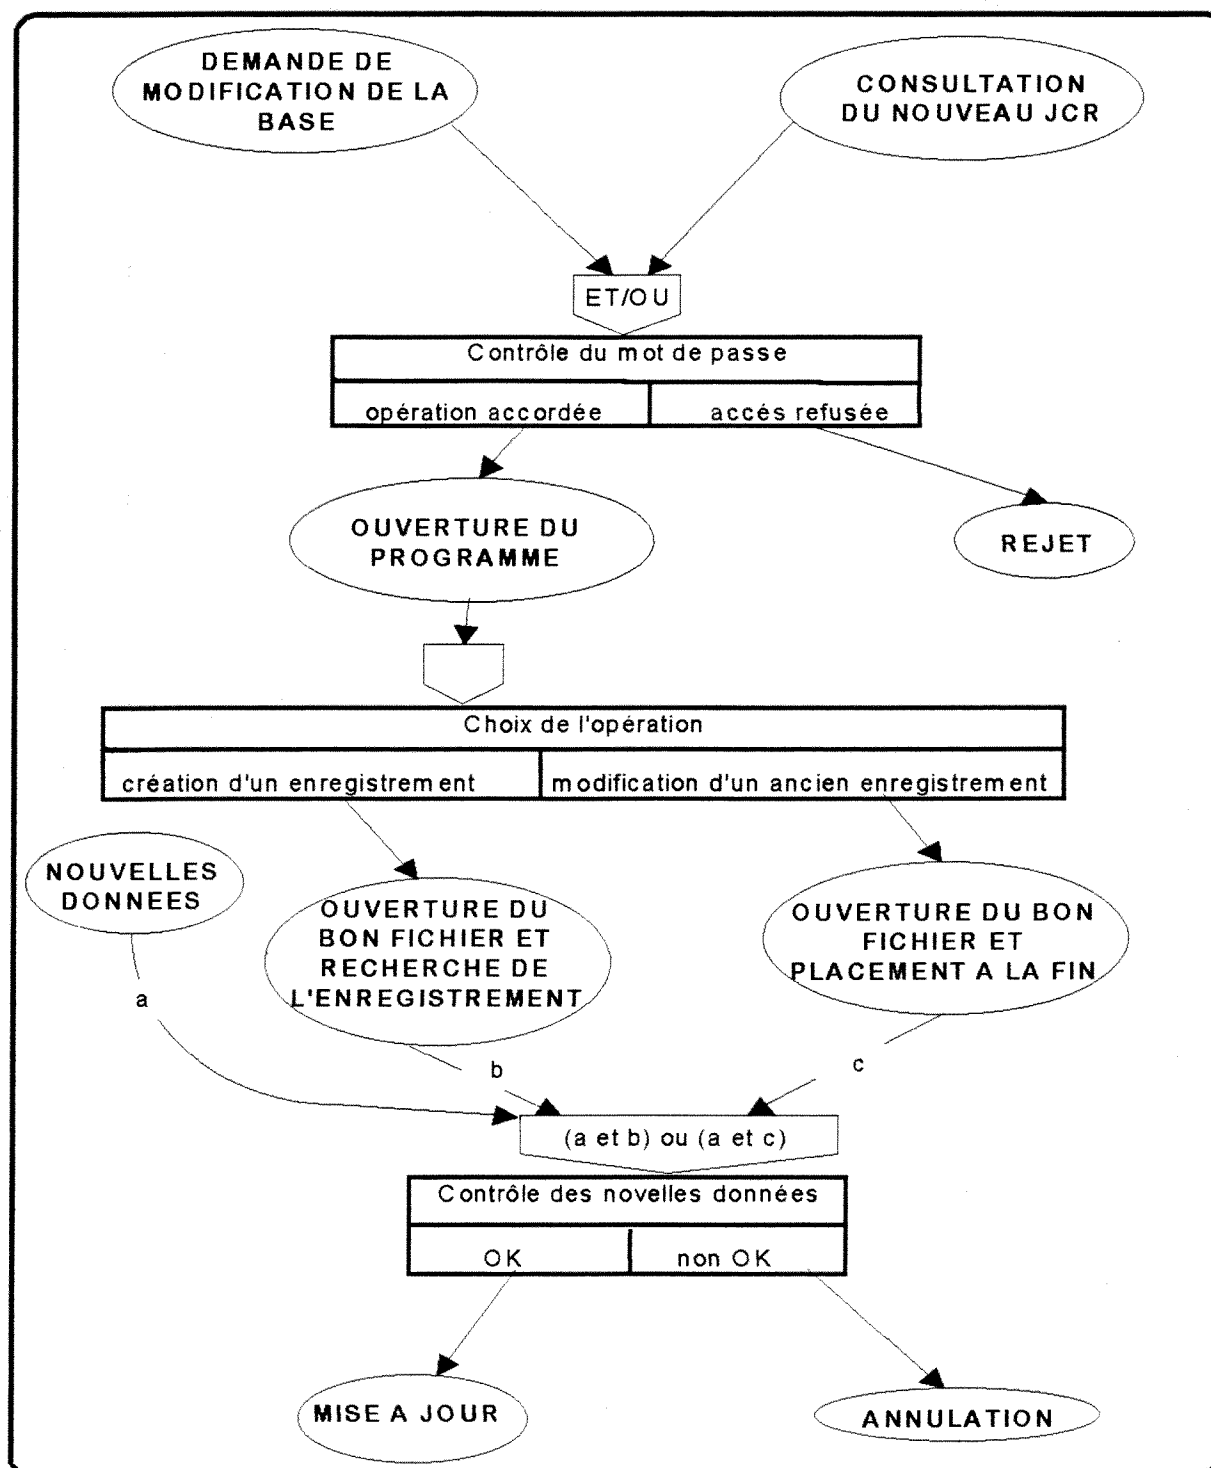 DEMANDE DE
MODIFICATION DE LA
BASE
CONSULTATION
DU NOUVEAU JCR
ET/OU
Contrôle du mot de passe
opération accordée
accés refusée
OUVERTURE DU
PROGRAMME
REJET
Choix de l'opération
création d'un enregistrement
modification d'un ancien enregistrement
NOUVELLES
DONNEES
OUVERTURE DU
BON FICHIER ET
RECHERCHE DE
L'ENREGISTREMENT
OUVERTURE DU BON
FICHIER ET
PLACEMENT A LA FIN
a
b
c
(a et b) ou (a et c)
Contrôle des novelles données
OK
non OK
MISE A JOUR
ANNULATION